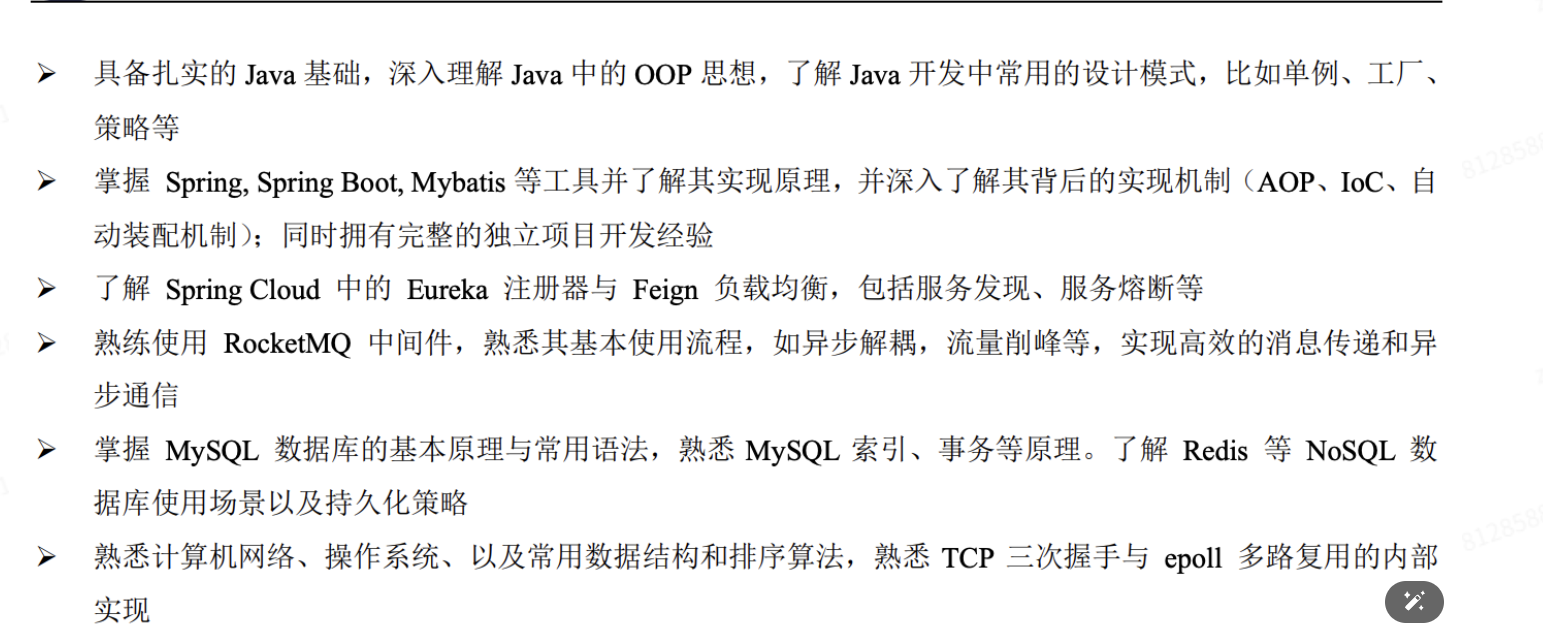 ➢ 具备扎实的 Java 基础，深入理解 Java 中的 OOP 思想，了解 Java 开发中常用的设计模式，比如单例、工厂、
策略等
➢ 掌握 Spring, Spring Boot, Mybatis 等工具并了解其实现原理，并深入了解其背后的实现机制（AOP、IoC、自
动装配机制）；同时拥有完整的独立项目开发经验
➢ 了解 Spring Cloud 中的 Eureka 注册器与 Feign 负载均衡，包括服务发现、服务熔断等
➢ 熟练使用 RocketMQ 中间件，熟悉其基本使用流程，如异步解耦，流量削峰等，实现高效的消息传递和异
步通信
➢ 掌握 MySQL 数据库的基本原理与常用语法，熟悉 MySQL 索引、事务等原理。了解 Redis 等 NoSQL 数
据库使用场景以及持久化策略
➢ 熟悉计算机网络、操作系统、以及常用数据结构和排序算法，熟悉 TCP 三次握手与 epoll 多路复用的内部
实现